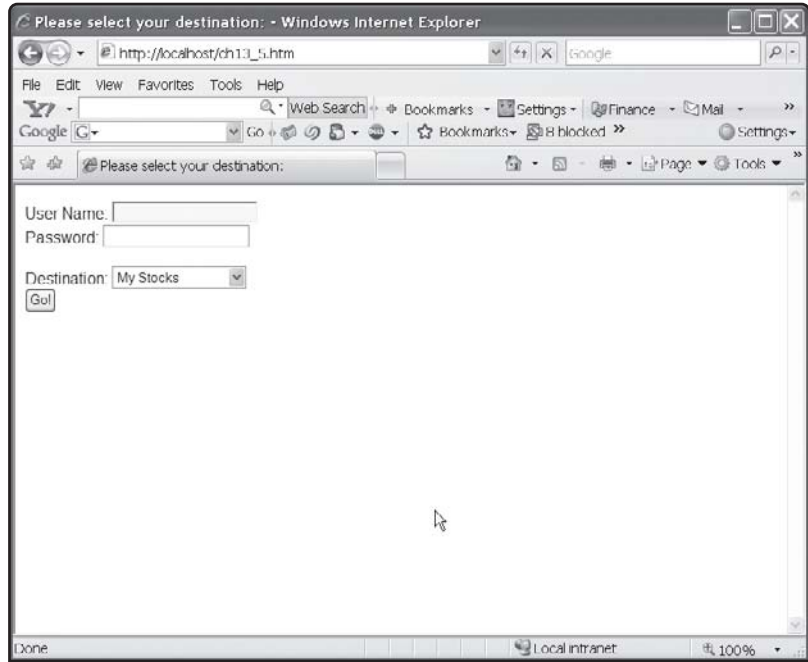 Please select your destination: - Windows Internet Explorer
http://localhost/ch13_5.htm
Google
File Edit View Favorites Tools Help
Y! Web Search Bookmarks Settings Finance Mail »
Google G Go Bookmarks 8 blocked » Settings
Please select your destination: Page Tools »
User Name:
Password:
Destination: My Stocks
Go!
Done Local intranet 100%